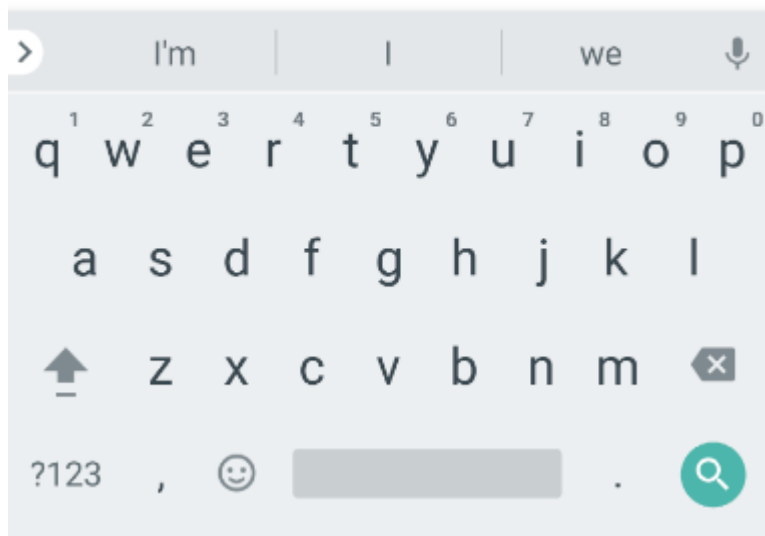 I'm I we
1 2 3 4 5 6 7 8 9 0
q w e r t y u i o p
a s d f g h j k l
z x c v b n m
?123 , .